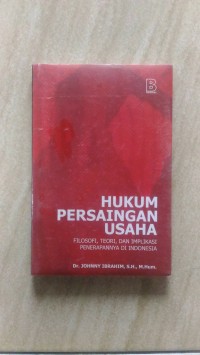 B
HUKUM
PERSAINGAN
USAHA
FILOSOFI, TEORI, DAN IMPLIKASI
PENERAPANNYA DI INDONESIA
Dr. JOHNNY IBRAHIM, S.H., M.Hum.